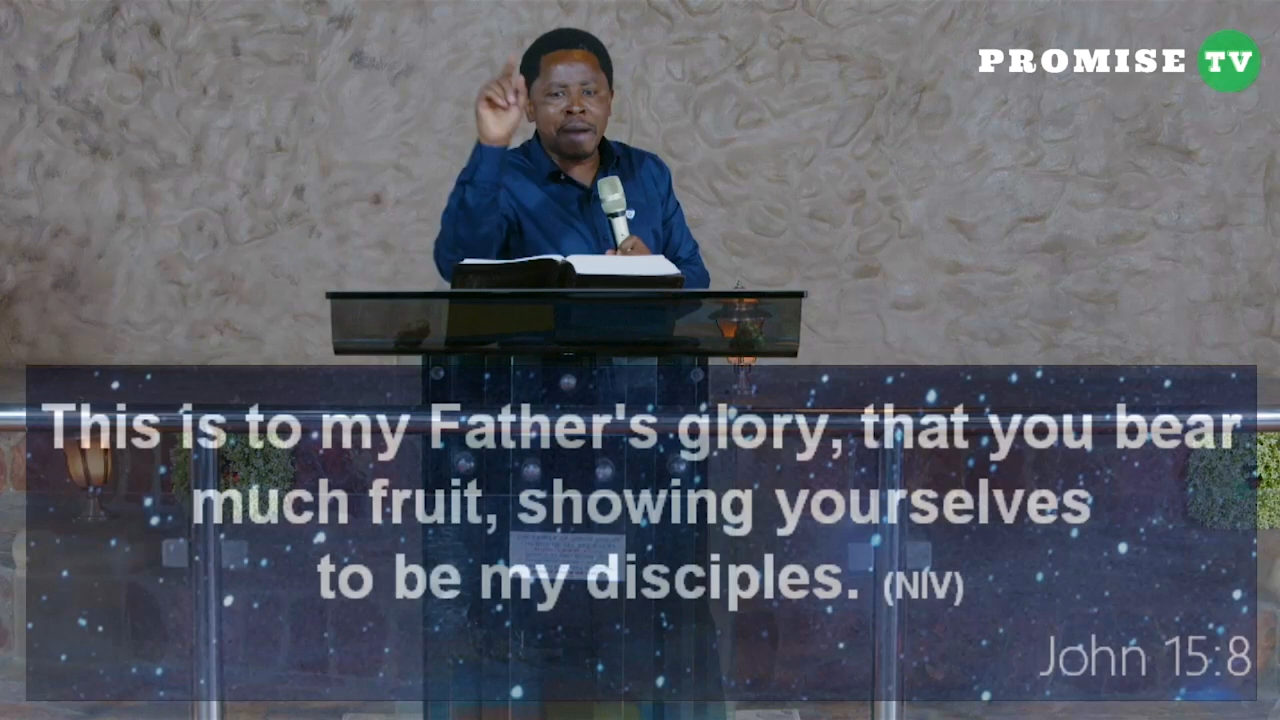 PROMISE TV
This is to my Father's glory, that you bear
much fruit, showing yourselves
to be my disciples. (NIV)
John 15:8